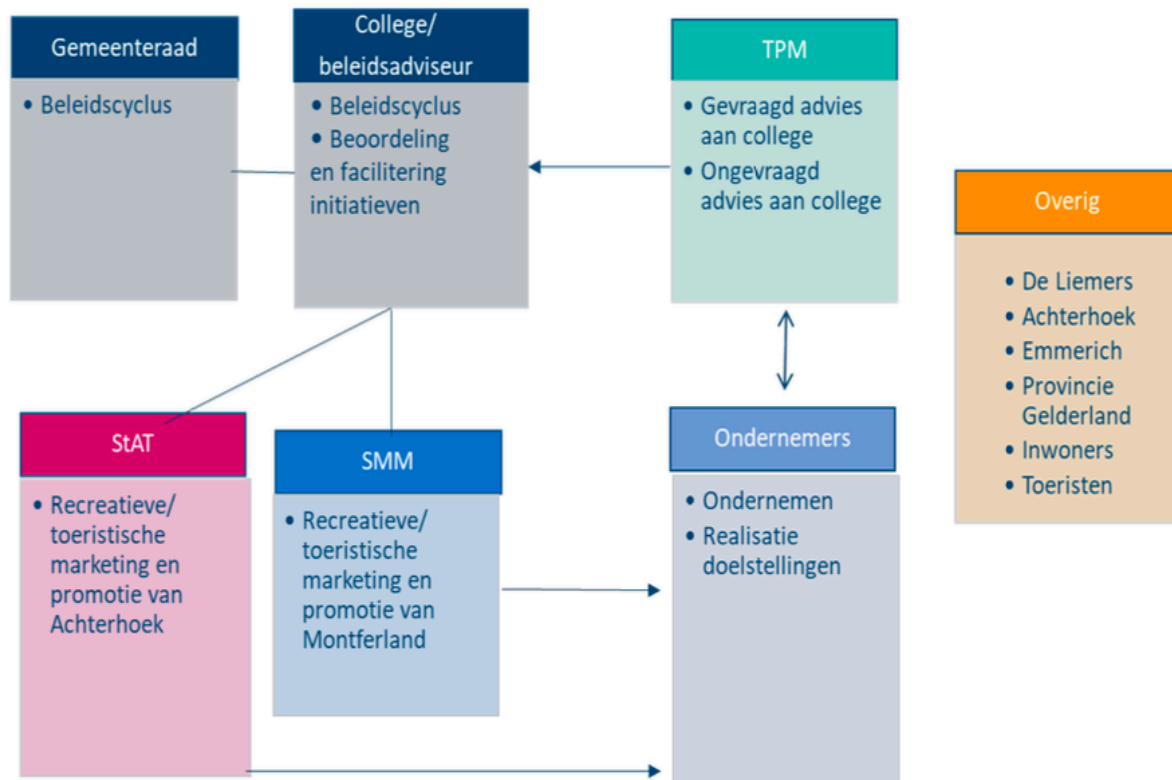 Gemeenteraad
• Beleidscyclus
College/
beleidsadviseur
• Beleidscyclus
• Beoordeling
en facilitering
initiatieven
TPM
• Gevraagd advies
aan college
• Ongevraagd
advies aan college
Overig
• De Liemers
• Achterhoek
• Emmerich
• Provincie
Gelderland
• Inwoners
• Toeristen
StAT
• Recreatieve/
toeristische
marketing en
promotie van
Achterhoek
SMM
• Recreatieve/
toeristische
marketing en
promotie van
Montferland
Ondernemers
• Ondernemen
• Realisatie
doelstellingen